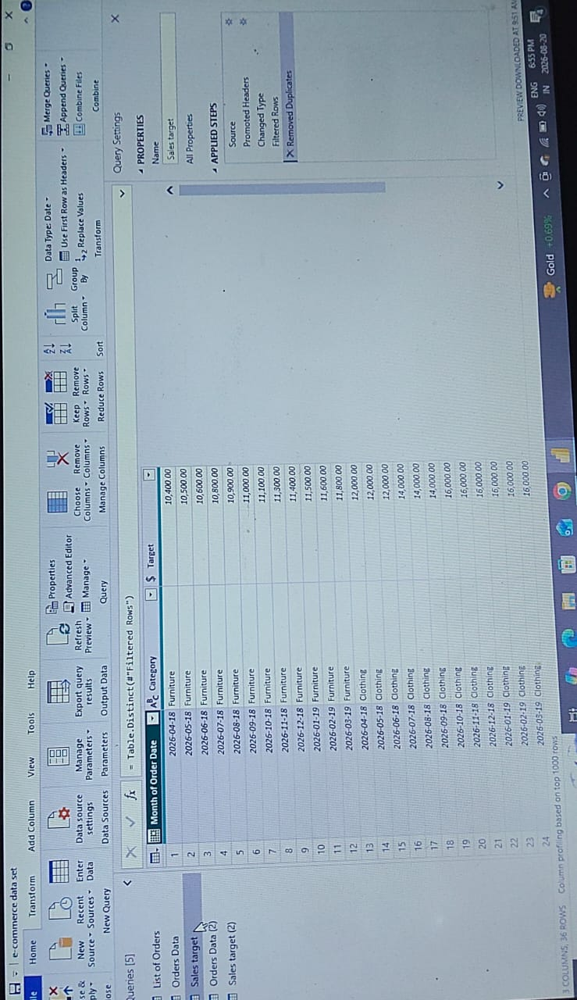 e-commerce data set
Home Transform Add Column View Tools Help
New Source
Recent Sources
Enter Data
New Query
Data source settings
Data Sources
Manage Parameters
Parameters
Export query results
Output Data
Refresh Preview
Properties
Advanced Editor
Manage
Query
Choose Columns
Remove Columns
Manage Columns
Keep Rows
Remove Rows
Reduce Rows
Sort
Split Column
Group By
Data Type: Date
Use First Row as Headers
Replace Values
Transform
Merge Queries
Append Queries
Combine Files
Combine
Queries [5]
List of Orders
Orders Data
Sales target
Orders Data (2)
Sales target (2)
fx = Table.Distinct(#"Filtered Rows")
Month of Order Date ABC Category $ Target
1 2026-04-18 Furniture 10,400.00
2 2026-05-18 Furniture 10,500.00
3 2026-06-18 Furniture 10,600.00
4 2026-07-18 Furniture 10,800.00
5 2026-08-18 Furniture 10,900.00
6 2026-09-18 Furniture 11,000.00
7 2026-10-18 Furniture 11,100.00
8 2026-11-18 Furniture 11,300.00
9 2026-12-18 Furniture 11,400.00
10 2026-01-19 Furniture 11,500.00
11 2026-02-19 Furniture 11,600.00
12 2026-03-19 Furniture 11,800.00
13 2026-04-18 Clothing 12,000.00
14 2026-05-18 Clothing 12,000.00
15 2026-06-18 Clothing 12,000.00
16 2026-07-18 Clothing 14,000.00
17 2026-08-18 Clothing 14,000.00
18 2026-09-18 Clothing 14,000.00
19 2026-10-18 Clothing 16,000.00
20 2026-11-18 Clothing 16,000.00
21 2026-12-18 Clothing 16,000.00
22 2026-01-19 Clothing 16,000.00
23 2026-02-19 Clothing 16,000.00
24 2026-03-19 Clothing 16,000.00
Query Settings
PROPERTIES
Name
Sales target
All Properties
APPLIED STEPS
Source
Promoted Headers
Changed Type
Filtered Rows
Removed Duplicates
3 COLUMNS, 36 ROWS Column profiling based on top 1000 rows
PREVIEW DOWNLOADED AT 9:51 A
Gold +0.69%
ENG
IN
6:55 PM
2026-08-20